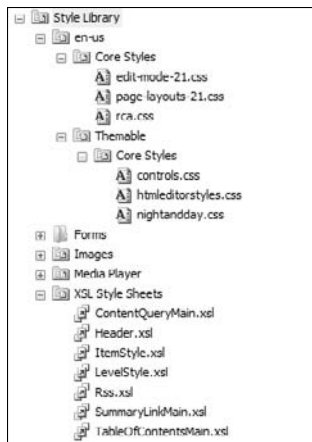 Style Library
en-us
Core Styles
edit-mode-21.css
page-layouts-21.css
rca.css
Themable
Core Styles
controls.css
htmleditorstyles.css
nightandday.css
Forms
Images
Media Player
XSL Style Sheets
ContentQueryMain.xsl
Header.xsl
ItemStyle.xsl
LevelStyle.xsl
Rss.xsl
SummaryLinkMain.xsl
TableOfContentsMain.xsl